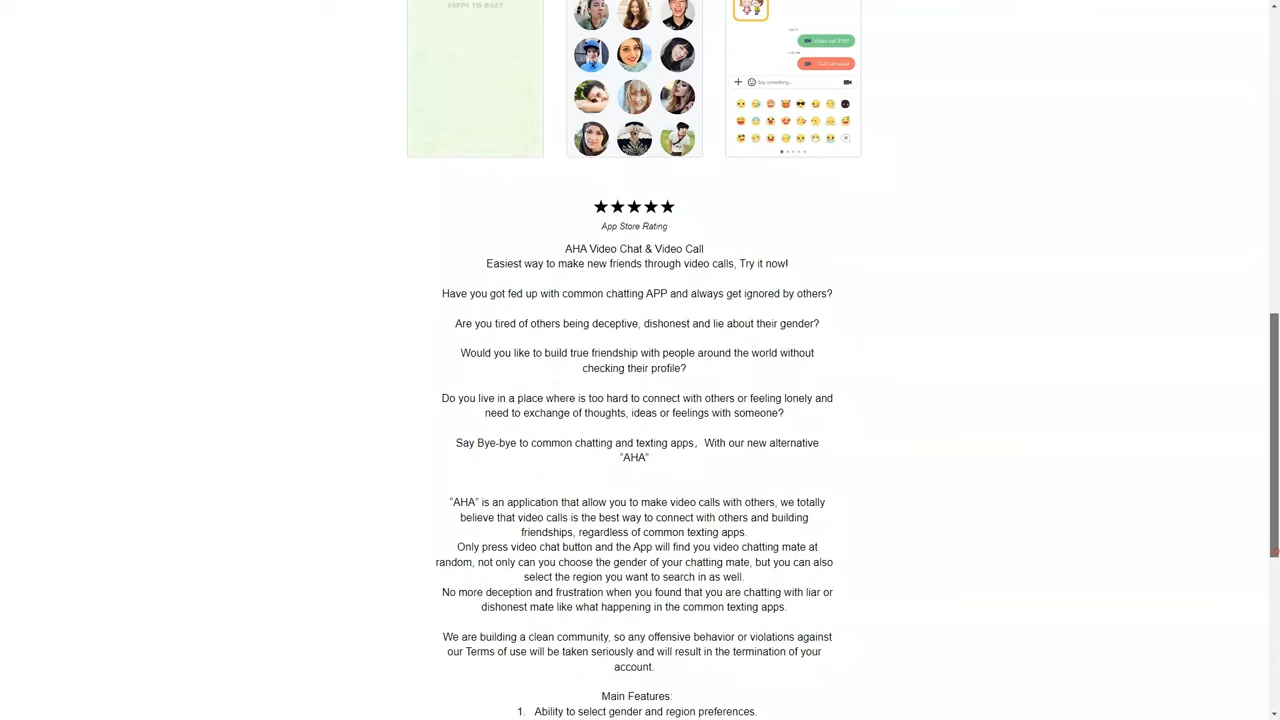 HAPPY TO CHAT
Say something...
★★★★★
App Store Rating
AHA Video Chat & Video Call
Easiest way to make new friends through video calls, Try it now!
Have you got fed up with common chatting APP and always get ignored by others?
Are you tired of others being deceptive, dishonest and lie about their gender?
Would you like to build true friendship with people around the world without
checking their profile?
Do you live in a place where is too hard to connect with others or feeling lonely and
need to exchange of thoughts, ideas or feelings with someone?
Say Bye-bye to common chatting and texting apps，With our new alternative
“AHA”
“AHA” is an application that allow you to make video calls with others, we totally
believe that video calls is the best way to connect with others and building
friendships, regardless of common texting apps.
Only press video chat button and the App will find you video chatting mate at
random, not only can you choose the gender of your chatting mate, but you can also
select the region you want to search in as well.
No more deception and frustration when you found that you are chatting with liar or
dishonest mate like what happening in the common texting apps.
We are building a clean community, so any offensive behavior or violations against
our Terms of use will be taken seriously and will result in the termination of your
account.
Main Features:
1. Ability to select gender and region preferences.